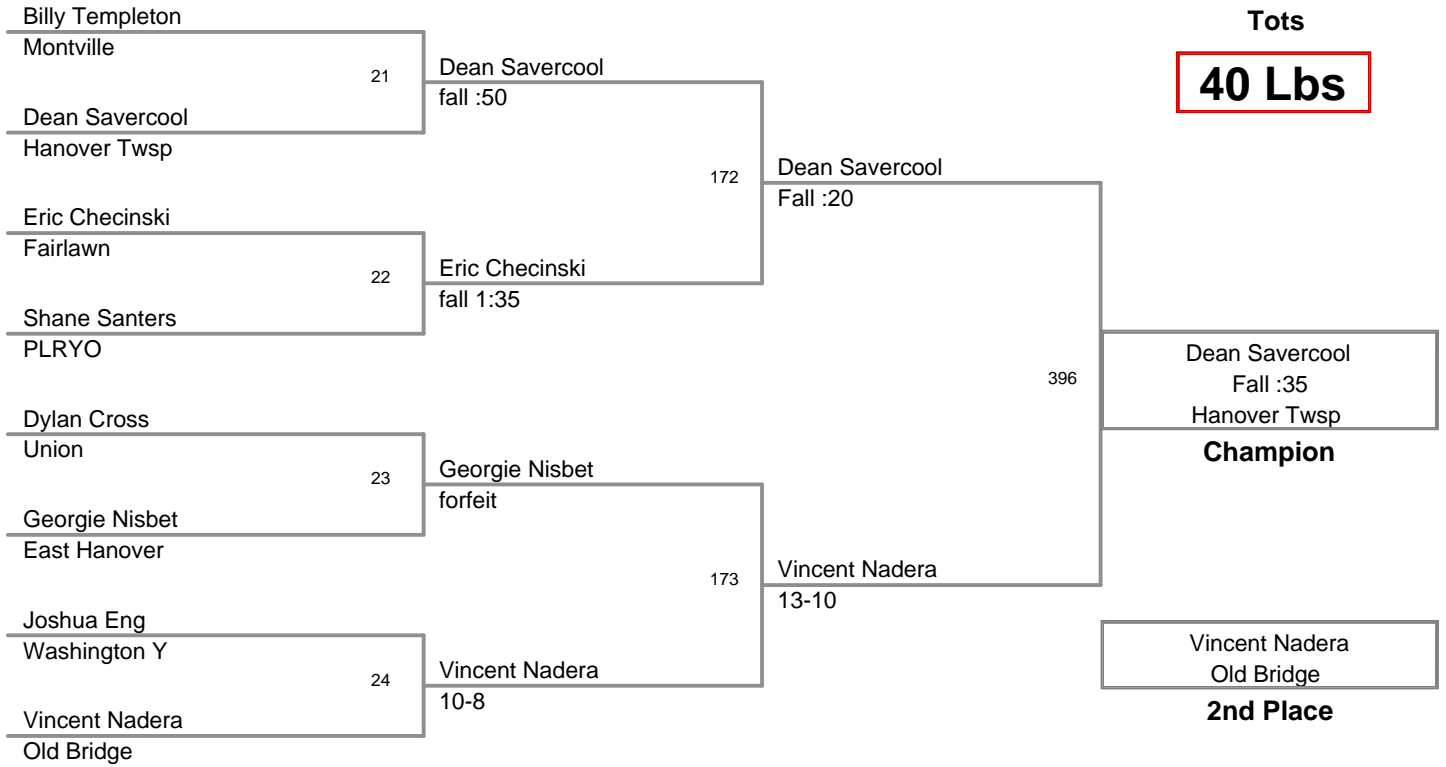 Billy Templeton
Montville
21
Dean Savercool
Hanover Twsp
Dean Savercool
fall :50
Eric Checinski
Fairlawn
22
Shane Santers
PLRYO
Eric Checinski
fall 1:35
172
Dean Savercool
Fall :20
Dylan Cross
Union
23
Georgie Nisbet
East Hanover
Georgie Nisbet
forfeit
Joshua Eng
Washington Y
24
Vincent Nadera
Old Bridge
Vincent Nadera
10-8
173
Vincent Nadera
13-10
396
Tots
40 Lbs
Dean Savercool
Fall :35
Hanover Twsp
Champion
Vincent Nadera
Old Bridge
2nd Place